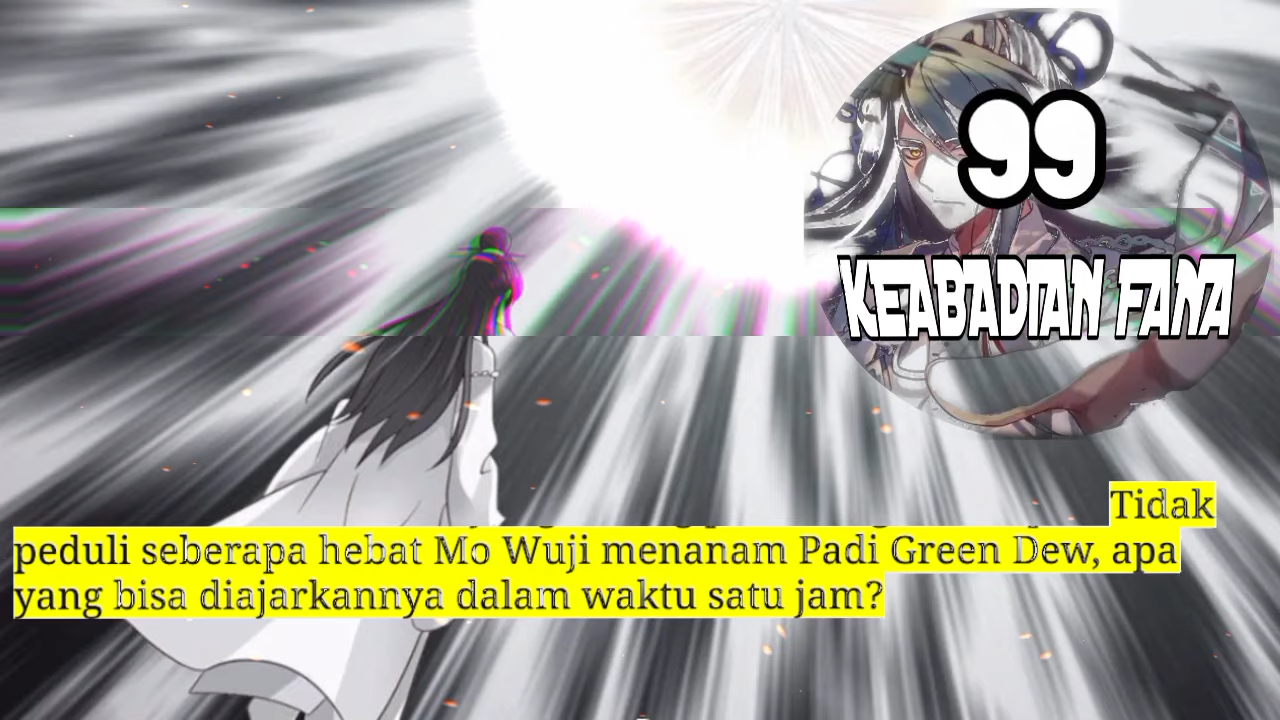 99
KEABADIAN FANA
Tidak
peduli seberapa hebat Mo Wuji menanam Padi Green Dew, apa
yang bisa diajarkannya dalam waktu satu jam?